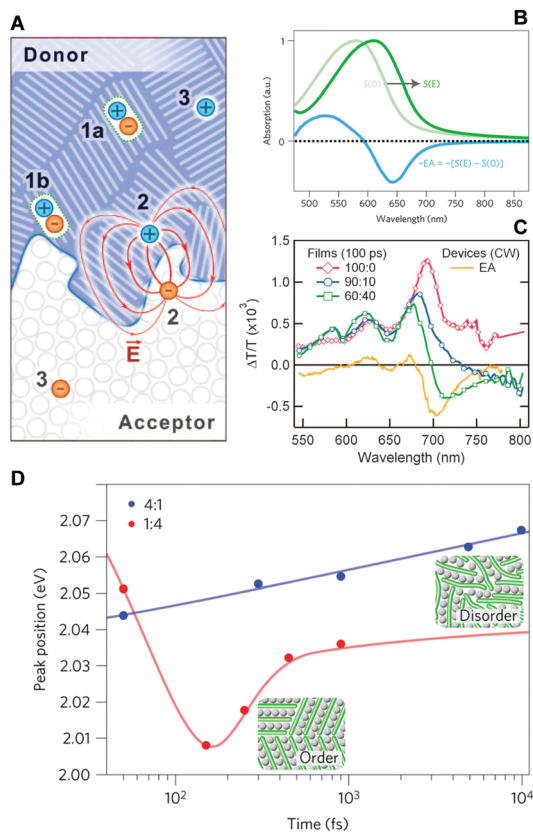 A
Donor
+
−
1a
3
+
1b
+
−
2
+
−
2
E
3
−
Acceptor
B
Absorption (a.u.)
1
0
S(0)
S(E)
−EA = −[S(E) − S(0)]
500 550 600 650 700 750 800 850
Wavelength (nm)
C
ΔT/T (x10³)
1.5
1.0
0.5
0.0
-0.5
Films (100 ps)
100:0
90:10
60:40
Devices (CW)
EA
550 600 650 700 750 800
Wavelength (nm)
D
Peak position (eV)
2.07
2.06
2.05
2.04
2.03
2.02
2.01
2.00
4:1
1:4
Disorder
Order
10² 10³ 10⁴
Time (fs)